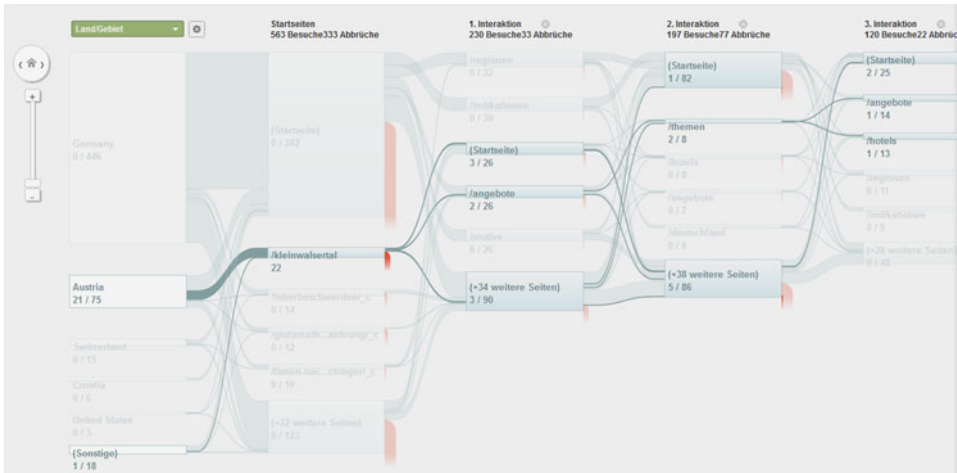 Land/Gebiet
Startseiten
563 Besuche333 Abbrüche
1. Interaktion
230 Besuche33 Abbrüche
2. Interaktion
197 Besuche77 Abbrüche
3. Interaktion
120 Besuche22 Abbrüc
Germany
0 / 446
Austria
21 / 75
Switzerland
0 / 15
Croatia
0 / 6
United States
0 / 3
(Sonstige)
1 / 18
(Startseite)
0 / 382
/kleinwalsertal
22
0 / 14
0 / 12
0 / 10
(+32 weitere Seiten)
0 / 123
/regionen
0 / 32
/indikationen
0 / 30
(Startseite)
3 / 26
/angebote
2 / 26
0 / 26
(+34 weitere Seiten)
3 / 90
(Startseite)
1 / 82
/themen
2 / 8
/hotels
0 / 8
/angebote
0 / 7
/deutschland
0 / 6
(+38 weitere Seiten)
5 / 86
(Startseite)
2 / 25
/angebote
1 / 14
/hotels
1 / 13
/regionen
0 / 11
/indikationen
0 / 9
(+28 weitere Seiten)
0 / 48